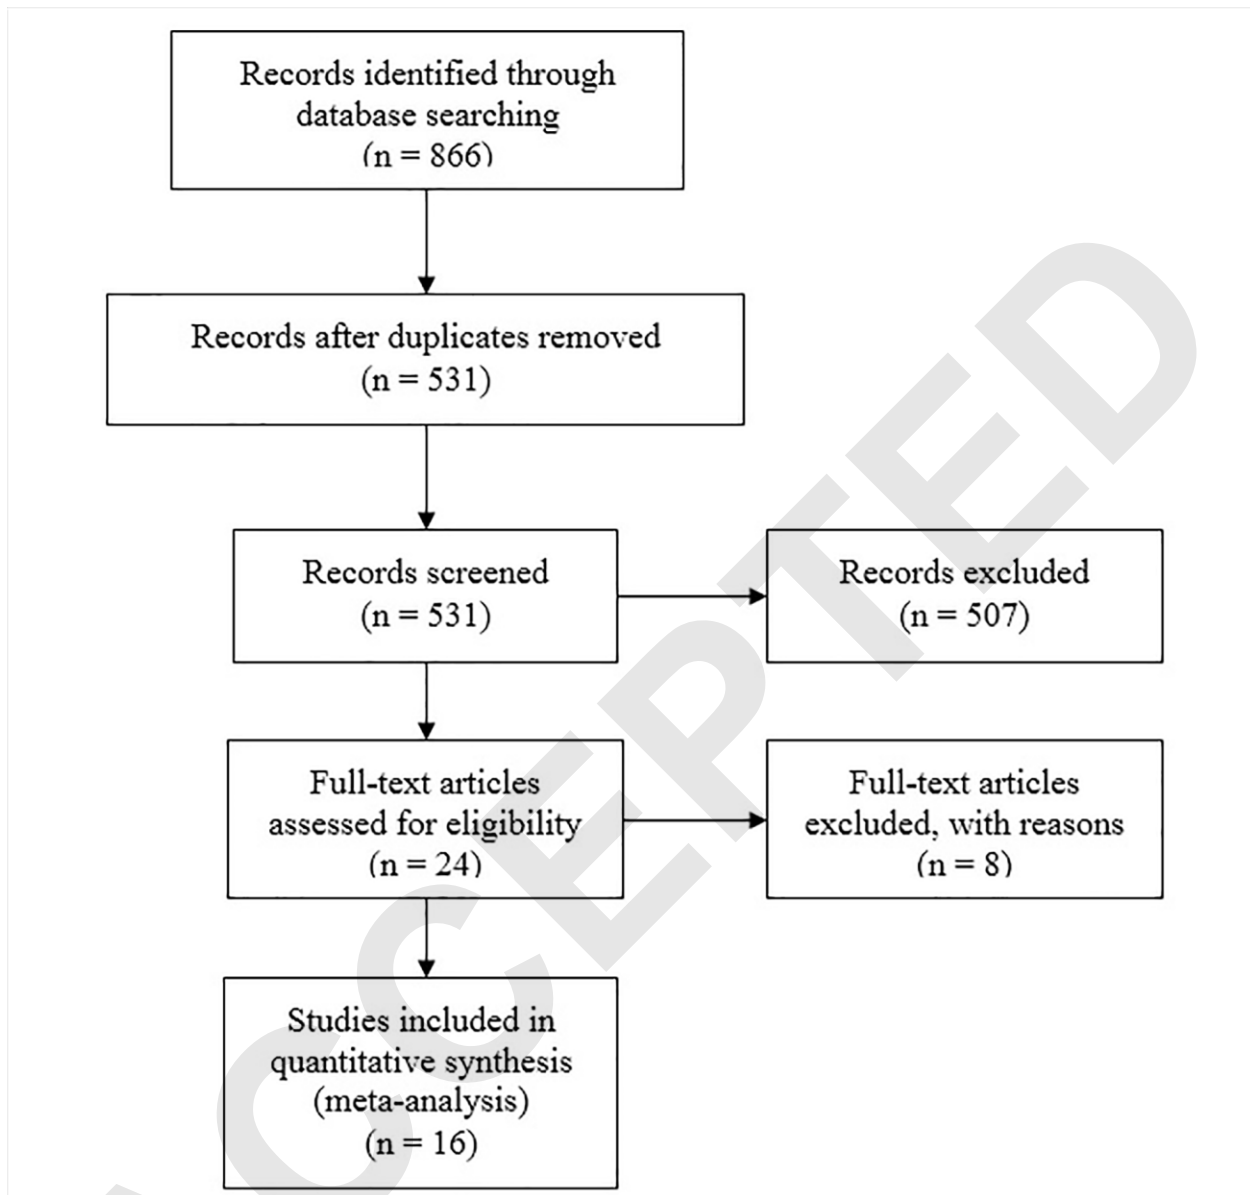 Records identified through
database searching
(n = 866)
Records after duplicates removed
(n = 531)
Records screened
(n = 531)
Records excluded
(n = 507)
Full-text articles
assessed for eligibility
(n = 24)
Full-text articles
excluded, with reasons
(n = 8)
Studies included in
quantitative synthesis
(meta-analysis)
(n = 16)
ACCEPTED